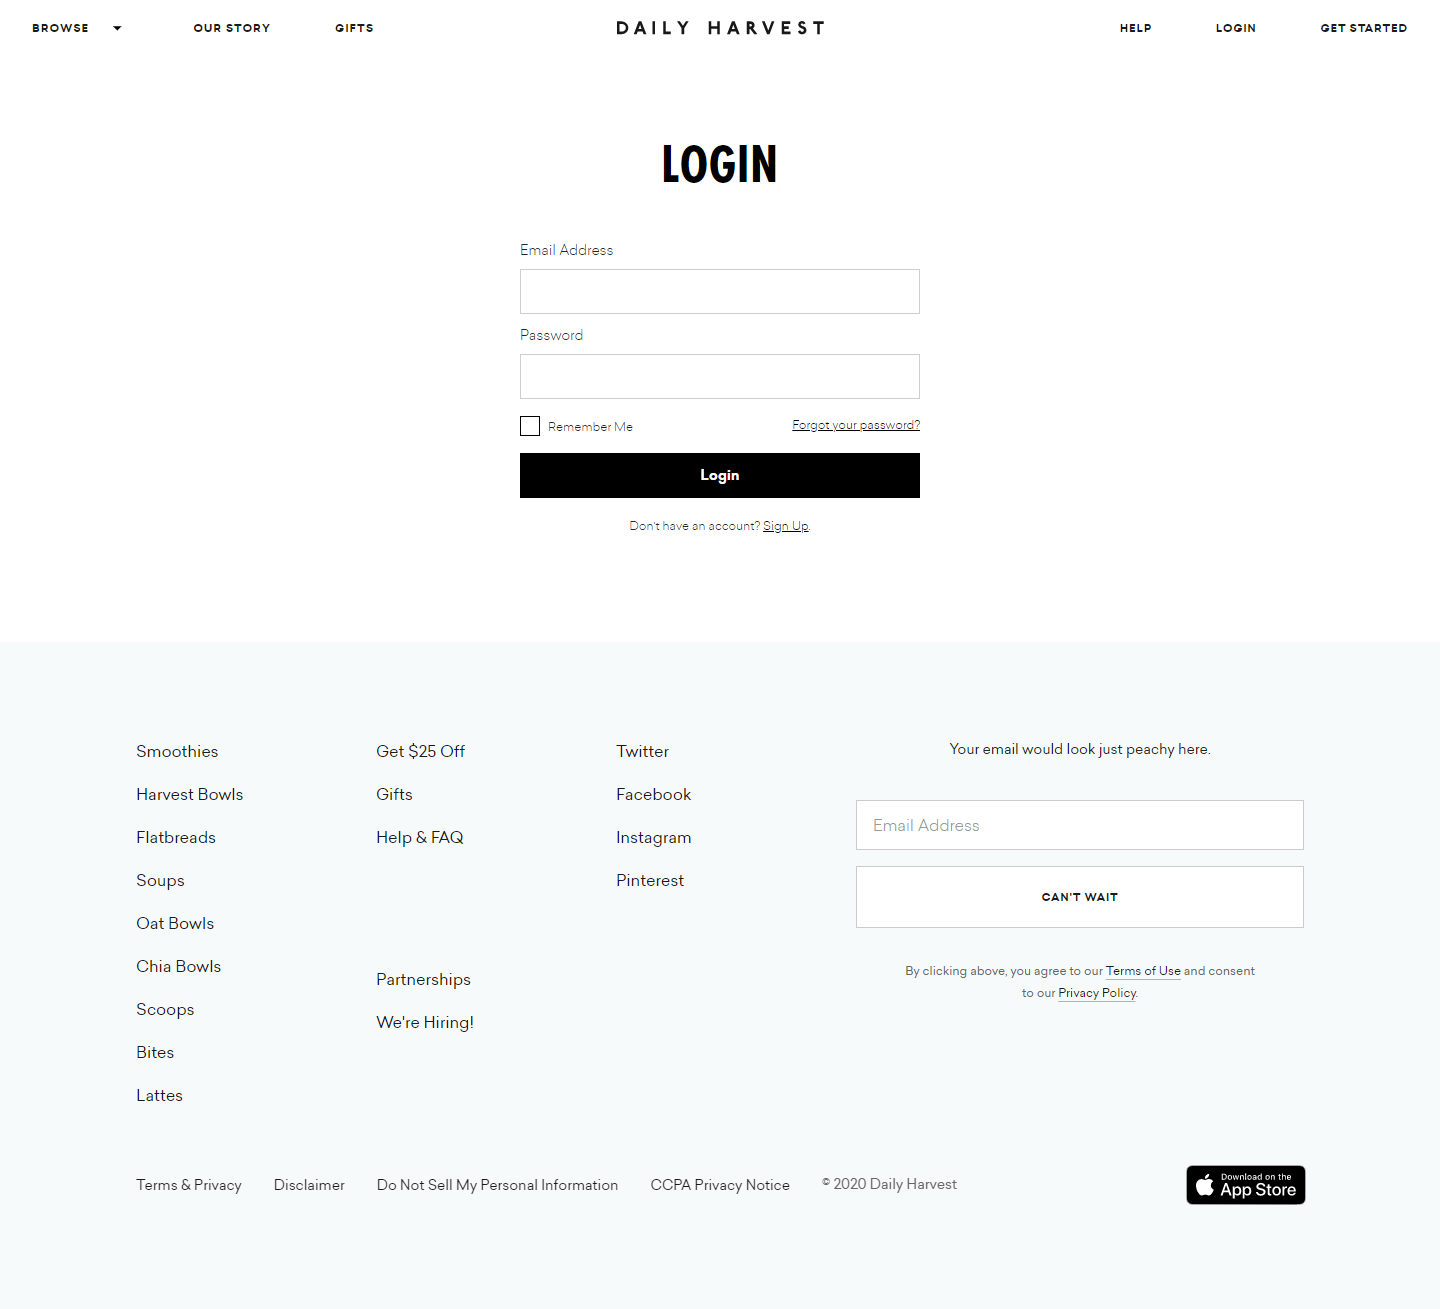 BROWSE
OUR STORY
GIFTS
DAILY HARVEST
HELP
LOGIN
GET STARTED
LOGIN
Email Address
Password
Remember Me
Forgot your password?
Login
Don't have an account? Sign Up.
Smoothies
Harvest Bowls
Flatbreads
Soups
Oat Bowls
Chia Bowls
Scoops
Bites
Lattes
Get $25 Off
Gifts
Help & FAQ
Partnerships
We're Hiring!
Twitter
Facebook
Instagram
Pinterest
Your email would look just peachy here.
Email Address
CAN'T WAIT
By clicking above, you agree to our Terms of Use and consent
to our Privacy Policy.
Terms & Privacy
Disclaimer
Do Not Sell My Personal Information
CCPA Privacy Notice
© 2020 Daily Harvest
Download on the
App Store